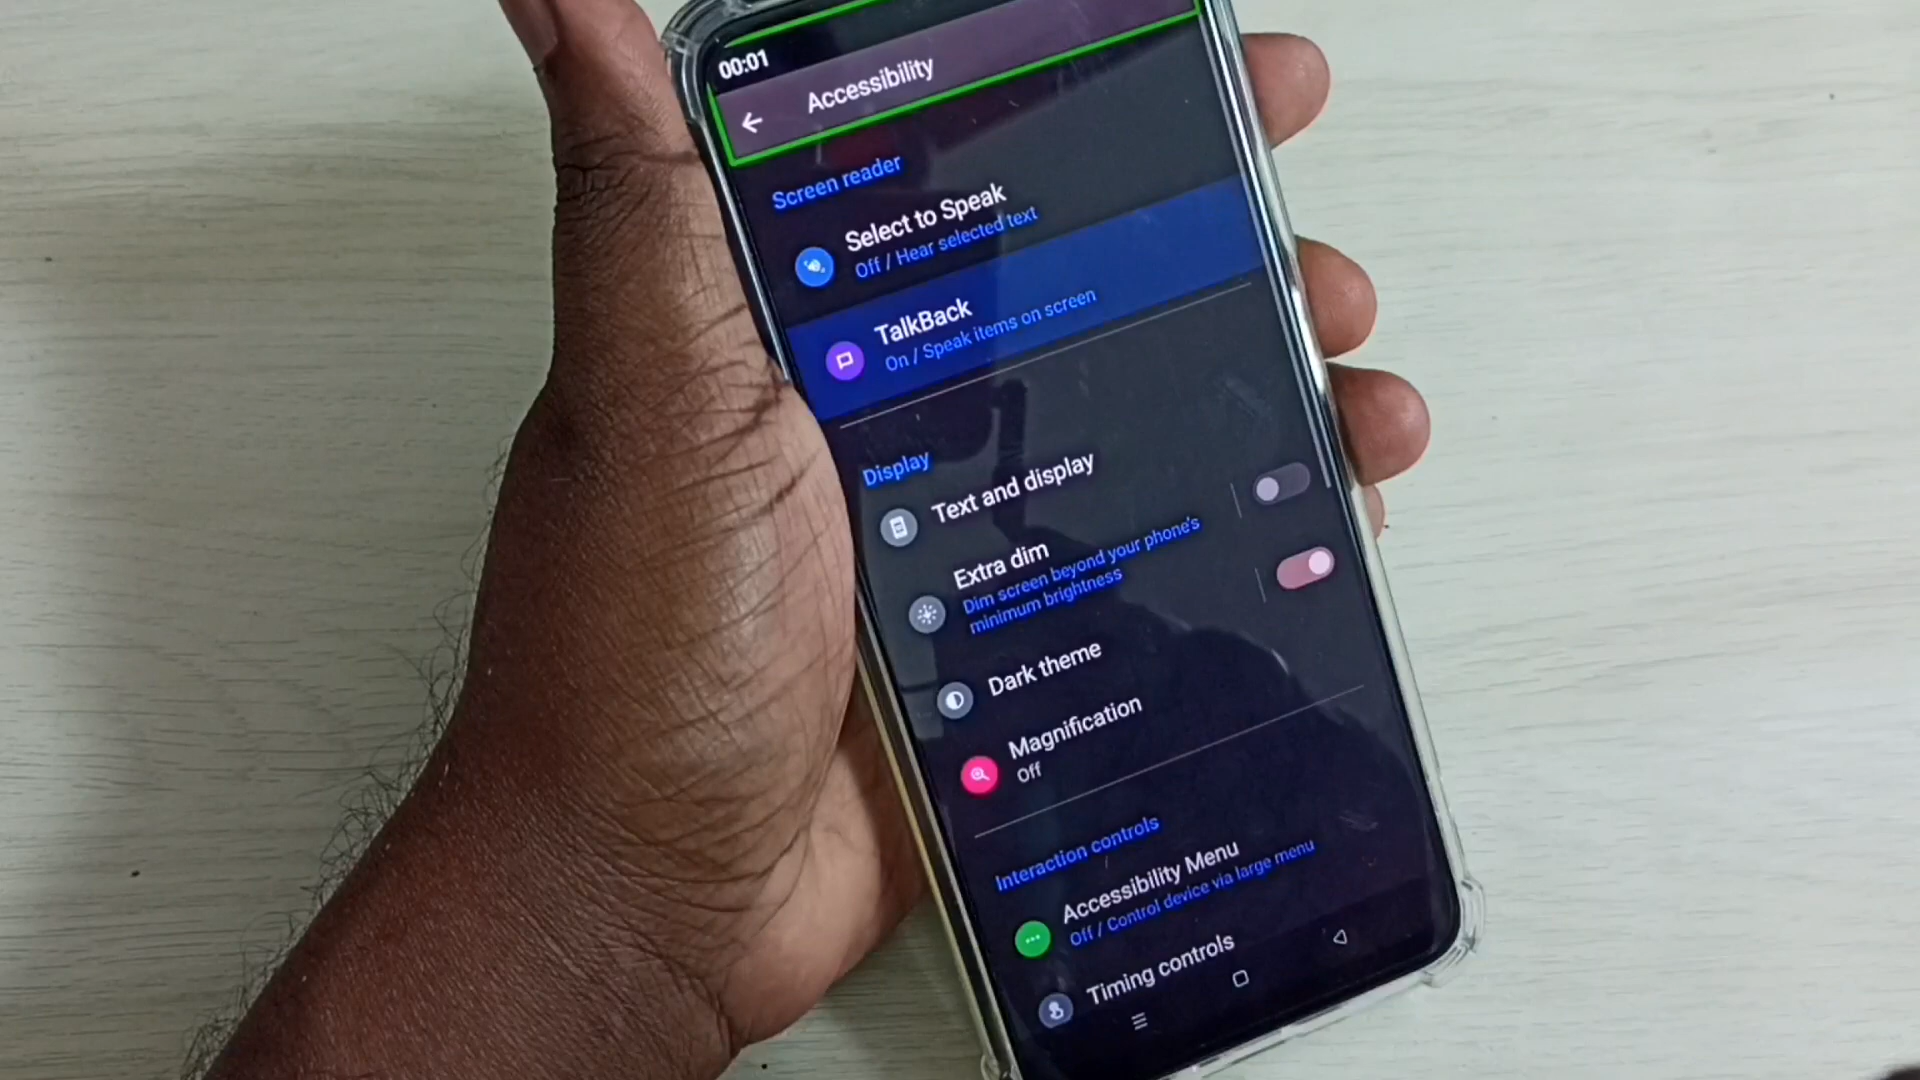 00:01
Accessibility
Screen reader
Select to Speak
Off / Hear selected text
TalkBack
On / Speak items on screen
Display
Text and display
Extra dim
Dim screen beyond your phone's
minimum brightness
Dark theme
Magnification
Off
Interaction controls
Accessibility Menu
Off / Control device via large menu
Timing controls